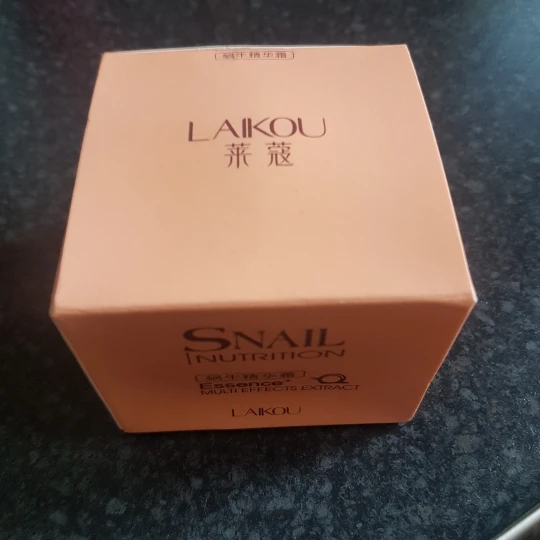 蜗牛精华霜
LAIKOU
莱蔻
SNAIL
NUTRITION
蜗牛精华霜
Essence+
MULTI EFFECTS EXTRACT
LAIKOU